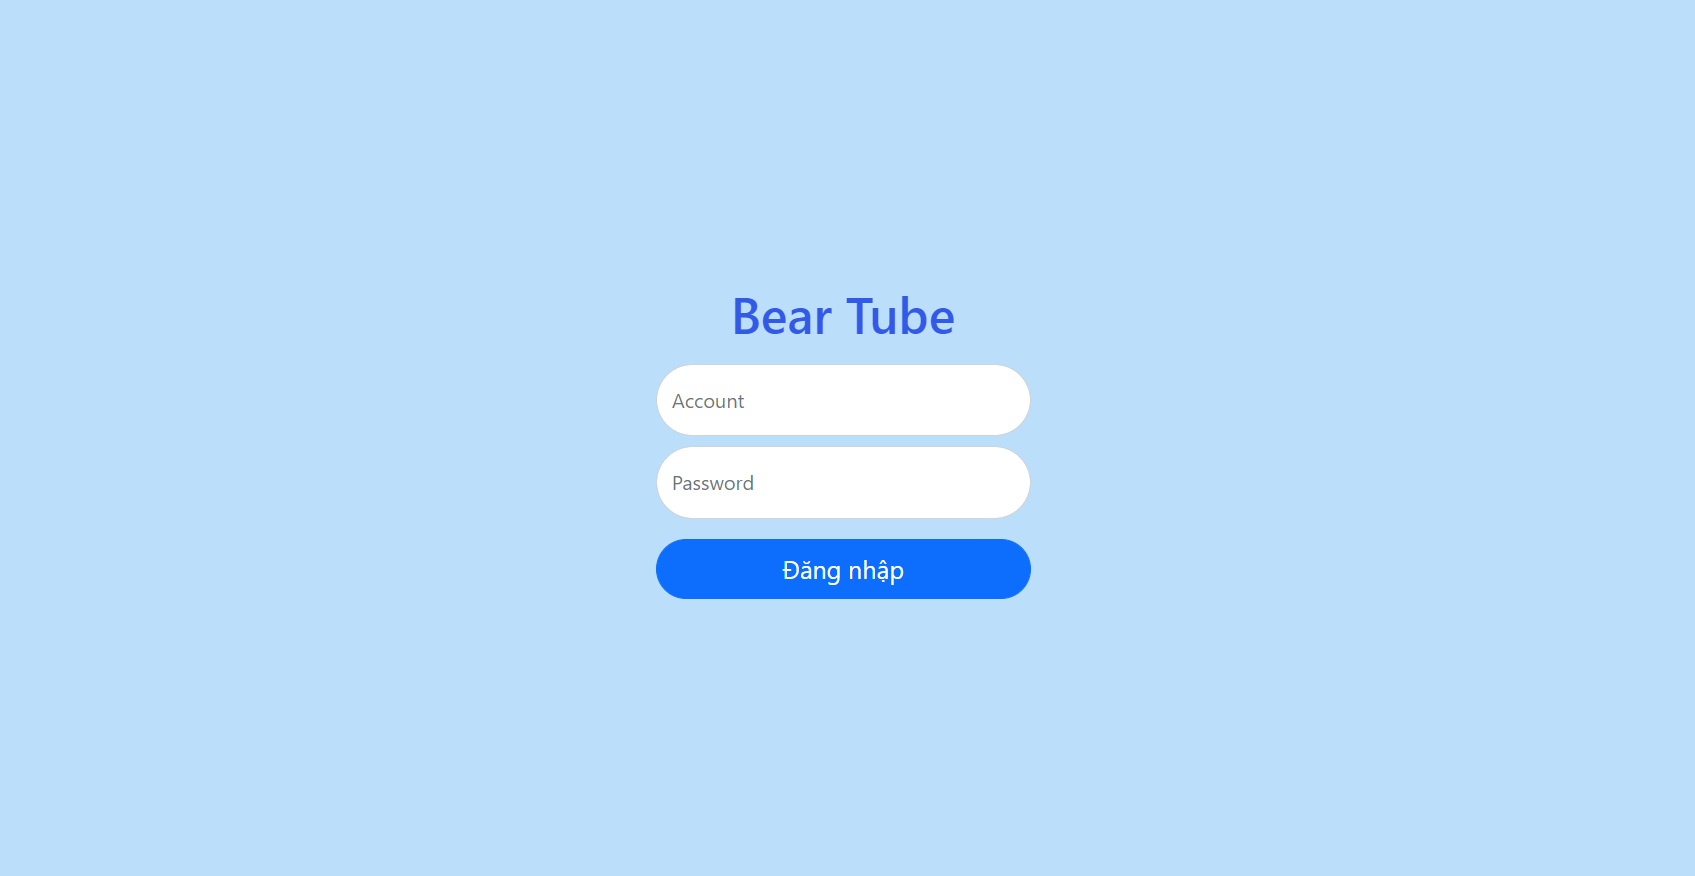 Bear Tube
Account
Password
Đăng nhập